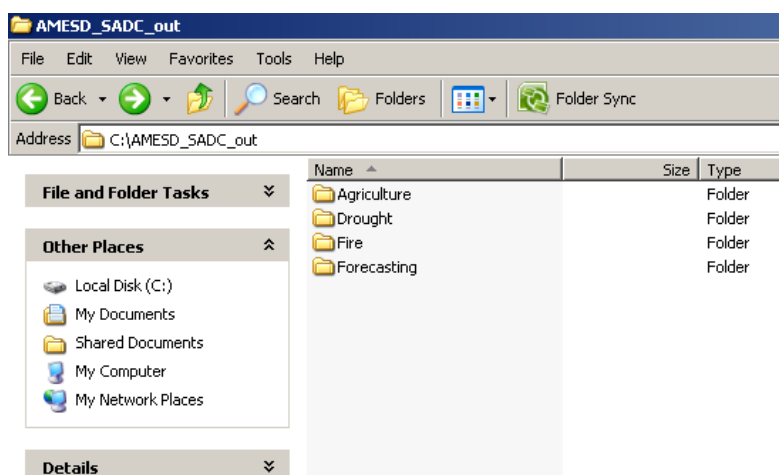 AMESD_SADC_out
File Edit View Favorites Tools Help
Back Search Folders Folder Sync
Address C:\AMESD_SADC_out
File and Folder Tasks
Other Places
Local Disk (C:)
My Documents
Shared Documents
My Computer
My Network Places
Details
Name Size Type
Agriculture Folder
Drought Folder
Fire Folder
Forecasting Folder